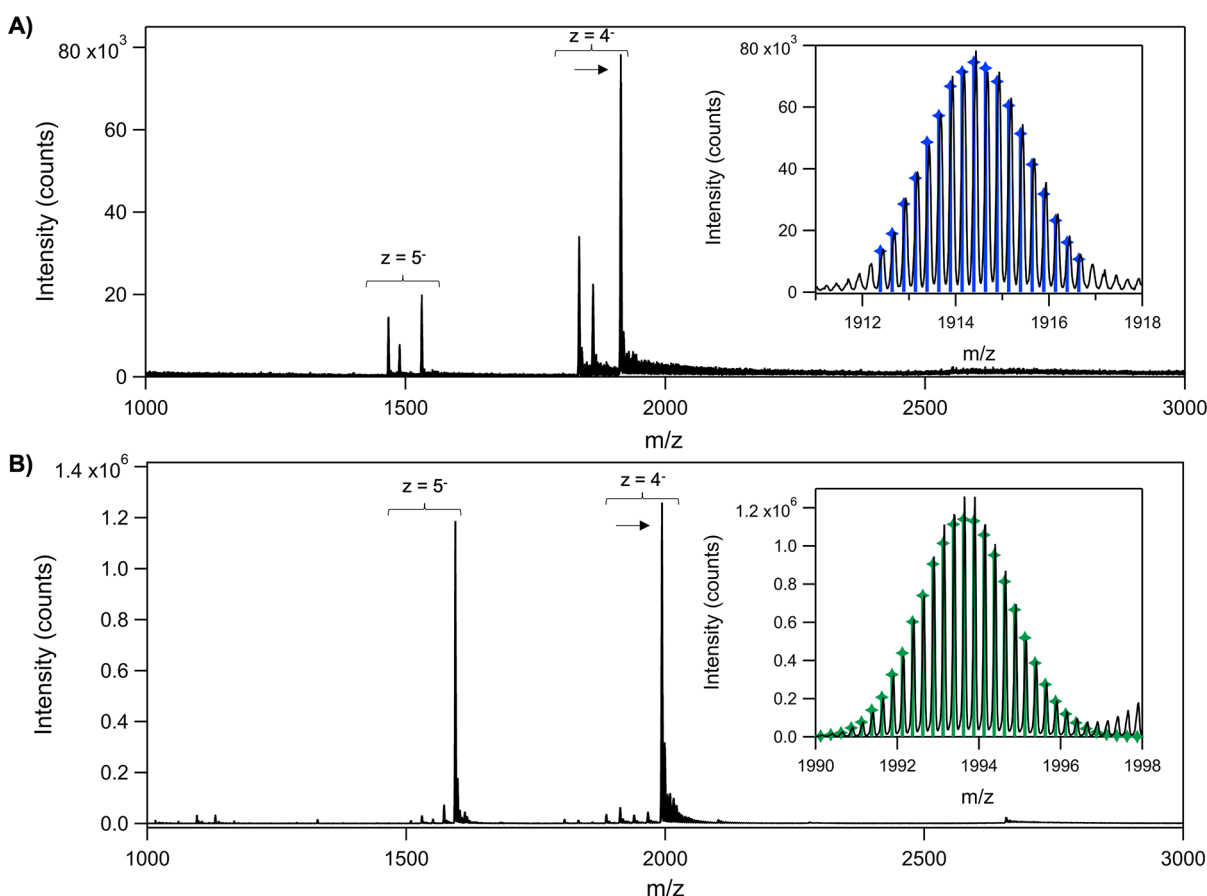 A)
80 x10³
60
40
20
0
Intensity (counts)
z = 5⁻
z = 4⁻
1000
1500
2000
2500
3000
m/z
80 x10³
60
40
20
0
Intensity (counts)
1912
1914
1916
1918
m/z
B)
1.4 x10⁶
1.2
1.0
0.8
0.6
0.4
0.2
0.0
Intensity (counts)
z = 5⁻
z = 4⁻
1000
1500
2000
2500
3000
m/z
1.2 x10⁶
1.0
0.8
0.6
0.4
0.2
0.0
Intensity (counts)
1990
1992
1994
1996
1998
m/z